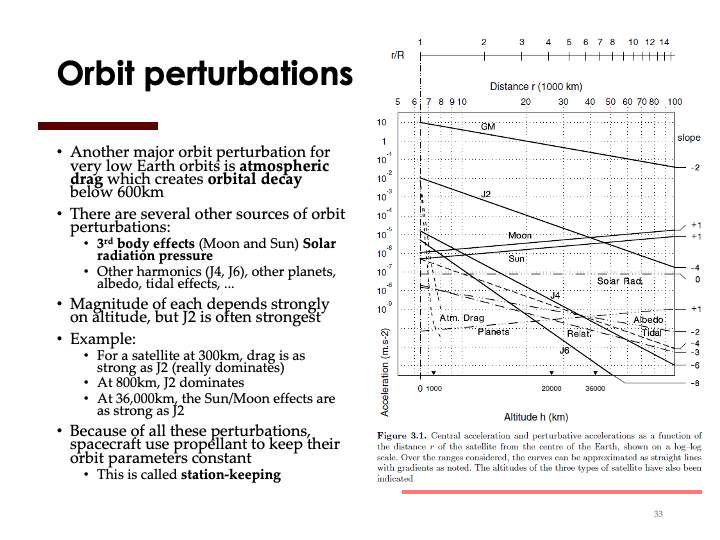 Orbit perturbations
• Another major orbit perturbation for
very low Earth orbits is atmospheric
drag which creates orbital decay
below 600km
• There are several other sources of orbit
perturbations:
• 3rd body effects (Moon and Sun) Solar
radiation pressure
• Other harmonics (J4, J6), other planets,
albedo, tidal effects, ...
• Magnitude of each depends strongly
on altitude, but J2 is often strongest
• Example:
• For a satellite at 300km, drag is as
strong as J2 (really dominates)
• At 800km, J2 dominates
• At 36,000km, the Sun/Moon effects are
as strong as J2
• Because of all these perturbations,
spacecraft use propellant to keep their
orbit parameters constant
• This is called station-keeping
1 2 3 4 5 6 7 8 10 12 14
r/R
Distance r (1000 km)
5 6 7 8 9 10 20 30 40 50 60 70 80 100
10
1
10-1
10-2
10-3
10-4
10-5
10-6
10-7
10-8
10-9
Acceleration (m.s-2)
GM
J2
Moon
Sun
Solar Rad.
J4
Atm. Drag
Albedo
Planets
Relat.
Tidal
J6
slope
-2
+1
+1
-4
0
+1
-2
-4
-3
-6
-8
0 1000 20000 36000
Altitude h (km)
Figure 3.1. Central acceleration and perturbative accelerations as a function of
the distance r of the satellite from the centre of the Earth, shown on a log–log
scale. Over the ranges considered, the curves can be approximated as straight lines
with gradients as noted. The altitudes of the three types of satellite have also been
indicated
33